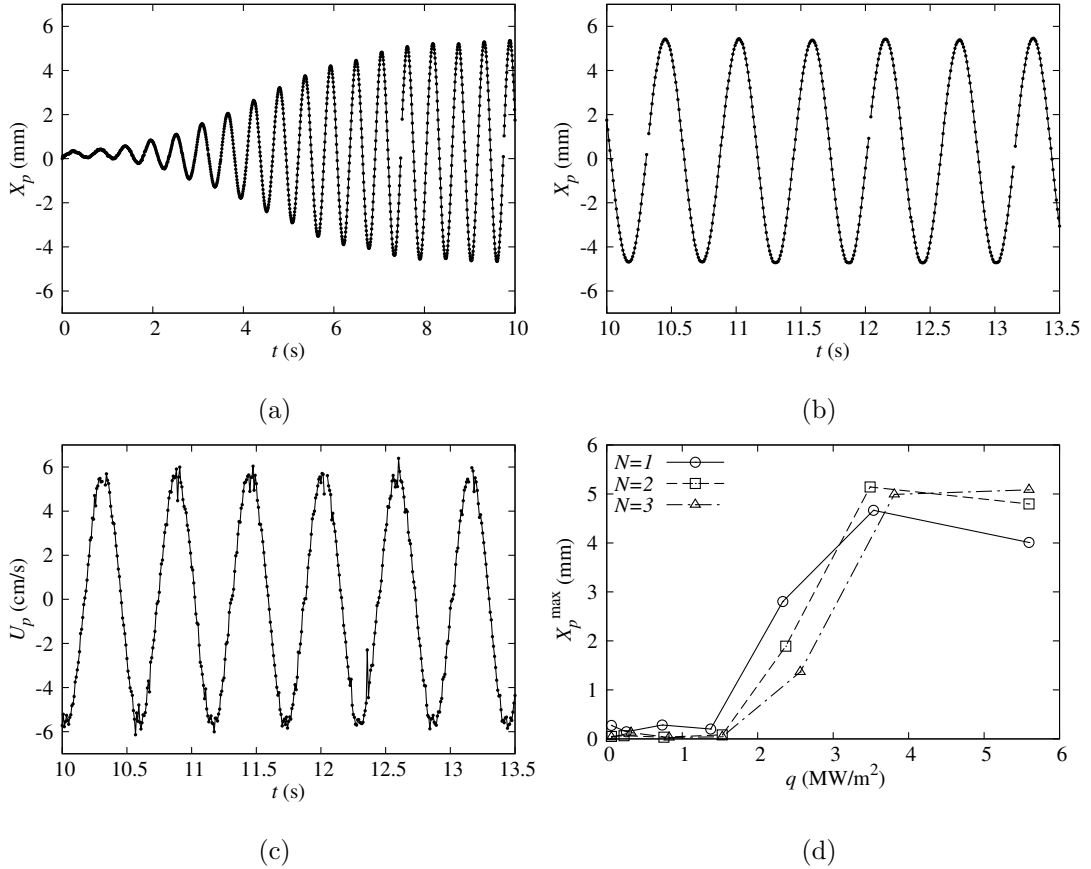 6
4
2
0
-2
-4
-6
X_p (mm)
0 2 4 6 8 10
t (s)
(a)
6
4
2
0
-2
-4
-6
X_p (mm)
10 10.5 11 11.5 12 12.5 13 13.5
t (s)
(b)
6
4
2
0
-2
-4
-6
U_p (cm/s)
10 10.5 11 11.5 12 12.5 13 13.5
t (s)
(c)
6
5
4
3
2
1
0
X_p^max (mm)
N=1
N=2
N=3
0 1 2 3 4 5 6
q (MW/m²)
(d)